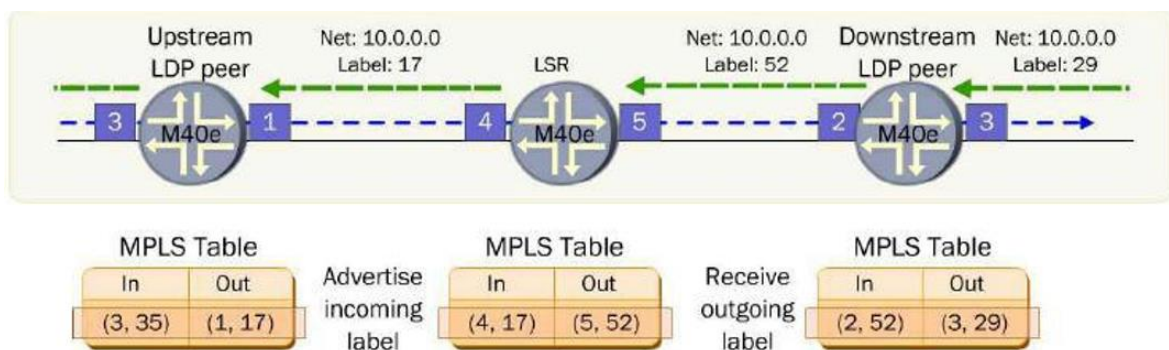 Upstream
LDP peer
Net: 10.0.0.0
Label: 17
LSR
Net: 10.0.0.0
Label: 52
Downstream
LDP peer
Net: 10.0.0.0
Label: 29
3
M40e
1
4
M40e
5
2
M40e
3
MPLS Table
In Out
(3, 35) (1, 17)
Advertise
incoming
label
MPLS Table
In Out
(4, 17) (5, 52)
Receive
outgoing
label
MPLS Table
In Out
(2, 52) (3, 29)